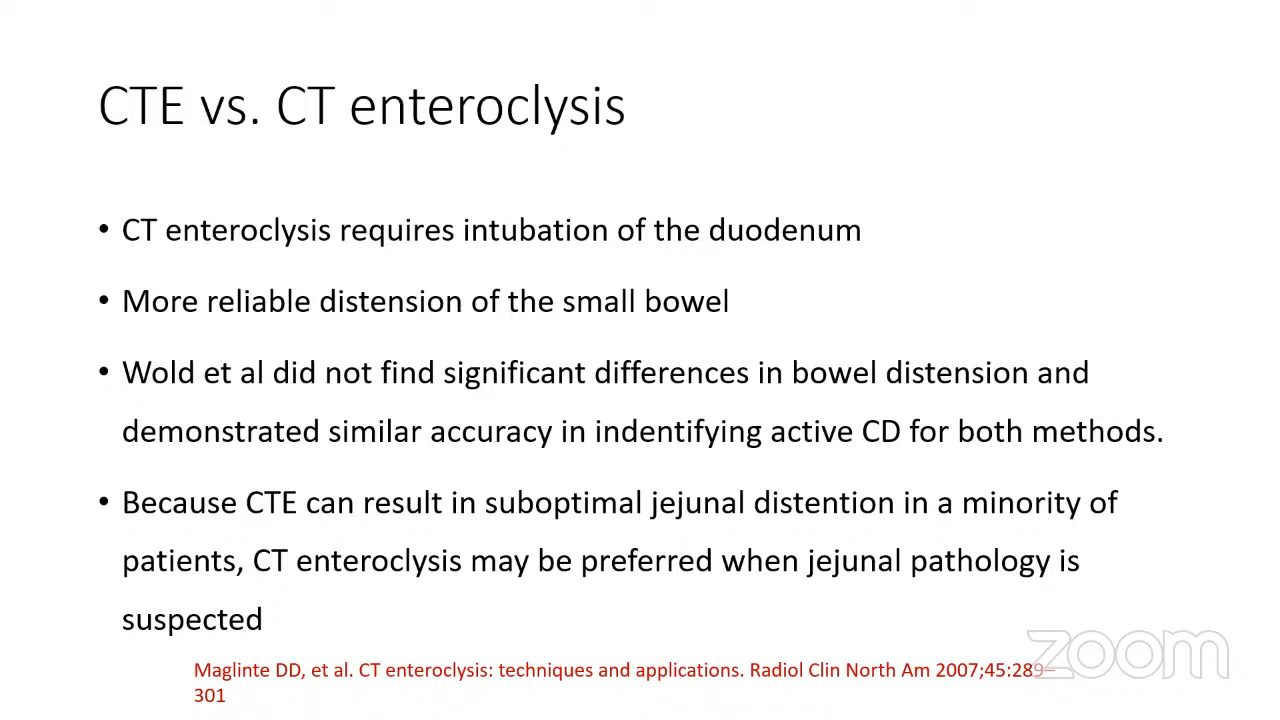 CTE vs. CT enteroclysis
• CT enteroclysis requires intubation of the duodenum
• More reliable distension of the small bowel
• Wold et al did not find significant differences in bowel distension and
demonstrated similar accuracy in indentifying active CD for both methods.
• Because CTE can result in suboptimal jejunal distention in a minority of
patients, CT enteroclysis may be preferred when jejunal pathology is
suspected
Maglinte DD, et al. CT enteroclysis: techniques and applications. Radiol Clin North Am 2007;45:289–
301
zoom